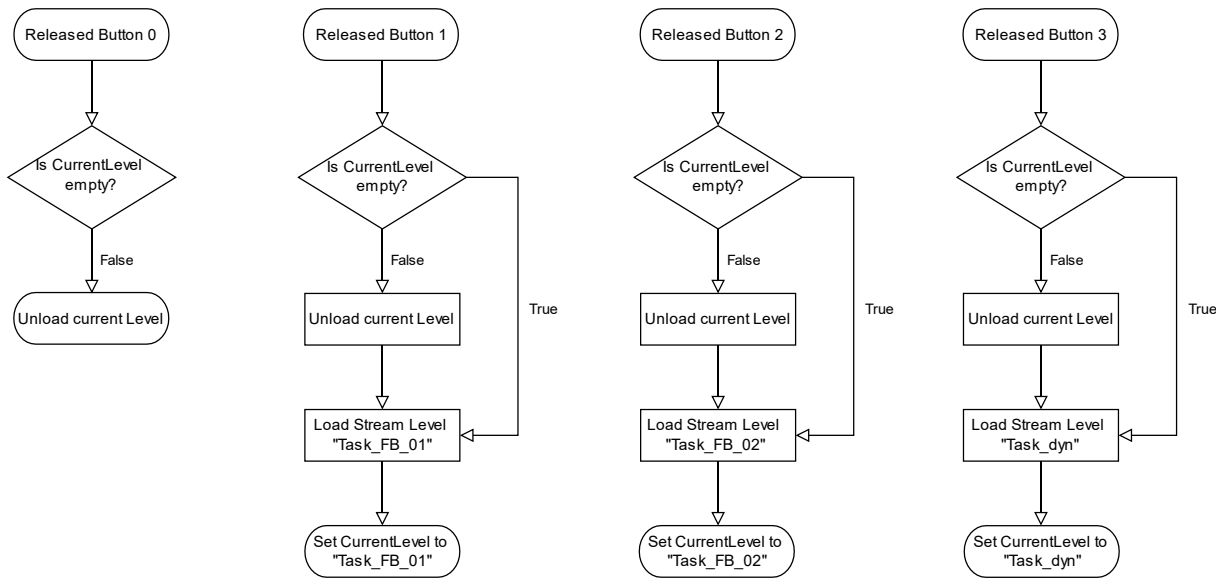 Released Button 0
Is CurrentLevel
empty?
False
Unload current Level
Released Button 1
Is CurrentLevel
empty?
False
True
Unload current Level
Load Stream Level
"Task_FB_01"
Set CurrentLevel to
"Task_FB_01"
Released Button 2
Is CurrentLevel
empty?
False
True
Unload current Level
Load Stream Level
"Task_FB_02"
Set CurrentLevel to
"Task_FB_02"
Released Button 3
Is CurrentLevel
empty?
False
True
Unload current Level
Load Stream Level
"Task_dyn"
Set CurrentLevel to
"Task_dyn"